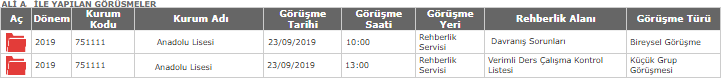 ALİ A İLE YAPILAN GÖRÜŞMELER
Aç Dönem Kurum Kodu Kurum Adı Görüşme Tarihi Görüşme Saati Görüşme Yeri Rehberlik Alanı Görüşme Türü
2019 751111 Anadolu Lisesi 23/09/2019 10:00 Rehberlik Servisi Davranış Sorunları Bireysel Görüşme
2019 751111 Anadolu Lisesi 23/09/2019 13:00 Rehberlik Servisi Verimli Ders Çalışma Kontrol Listesi Küçük Grup Görüşmesi